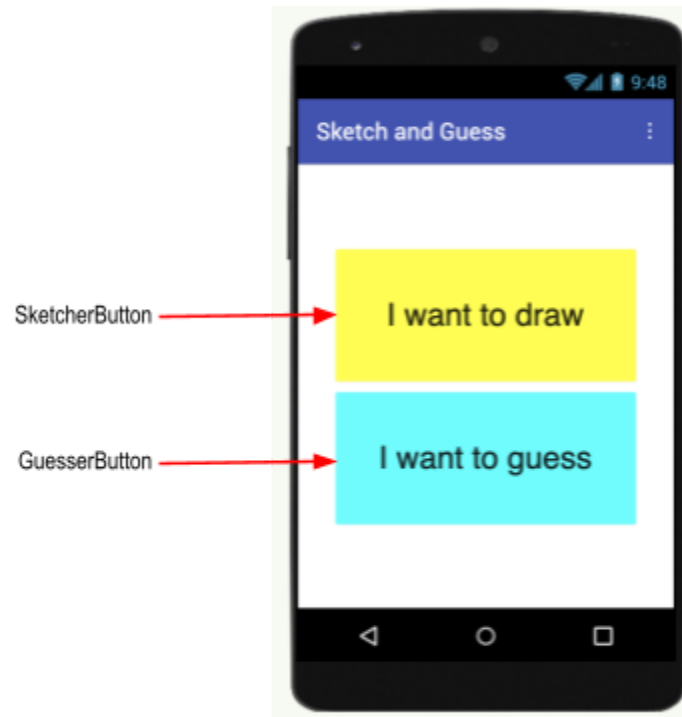 9:48
Sketch and Guess
SketcherButton
I want to draw
GuesserButton
I want to guess